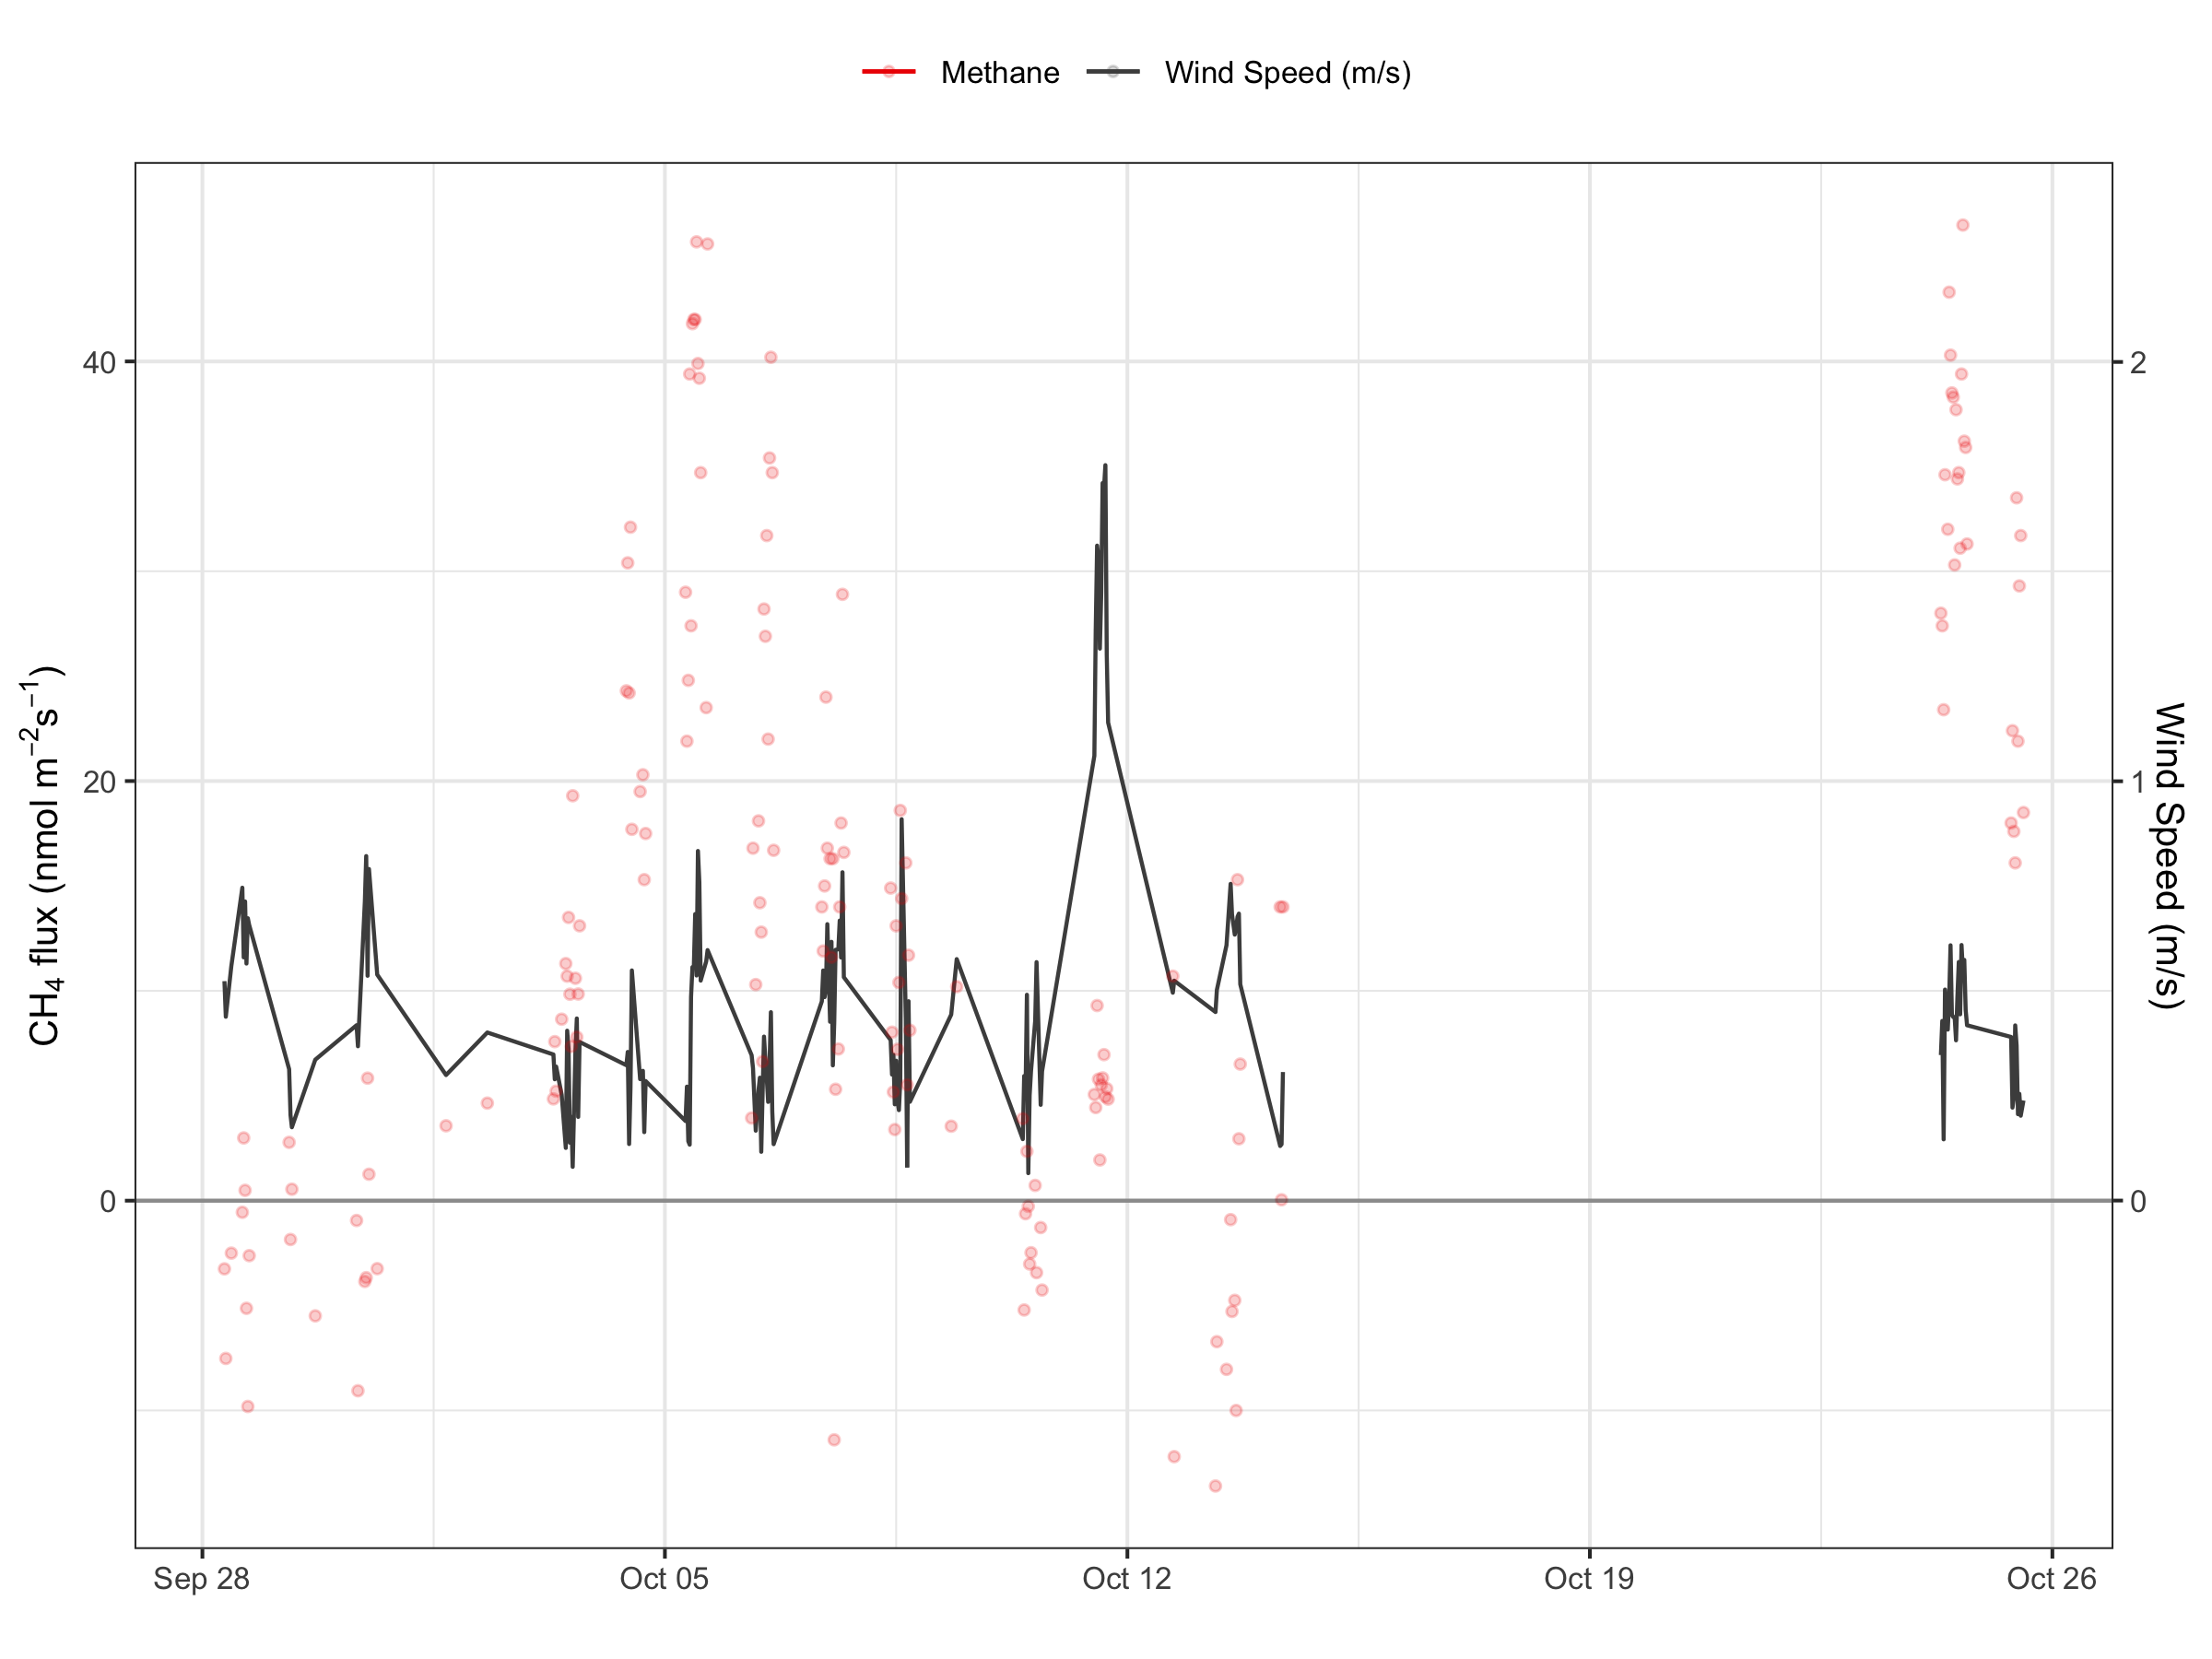 Methane Wind Speed (m/s)
CH₄ flux (nmol m⁻²s⁻¹)
40
20
0
2
1
0
Wind Speed (m/s)
Sep 28 Oct 05 Oct 12 Oct 19 Oct 26